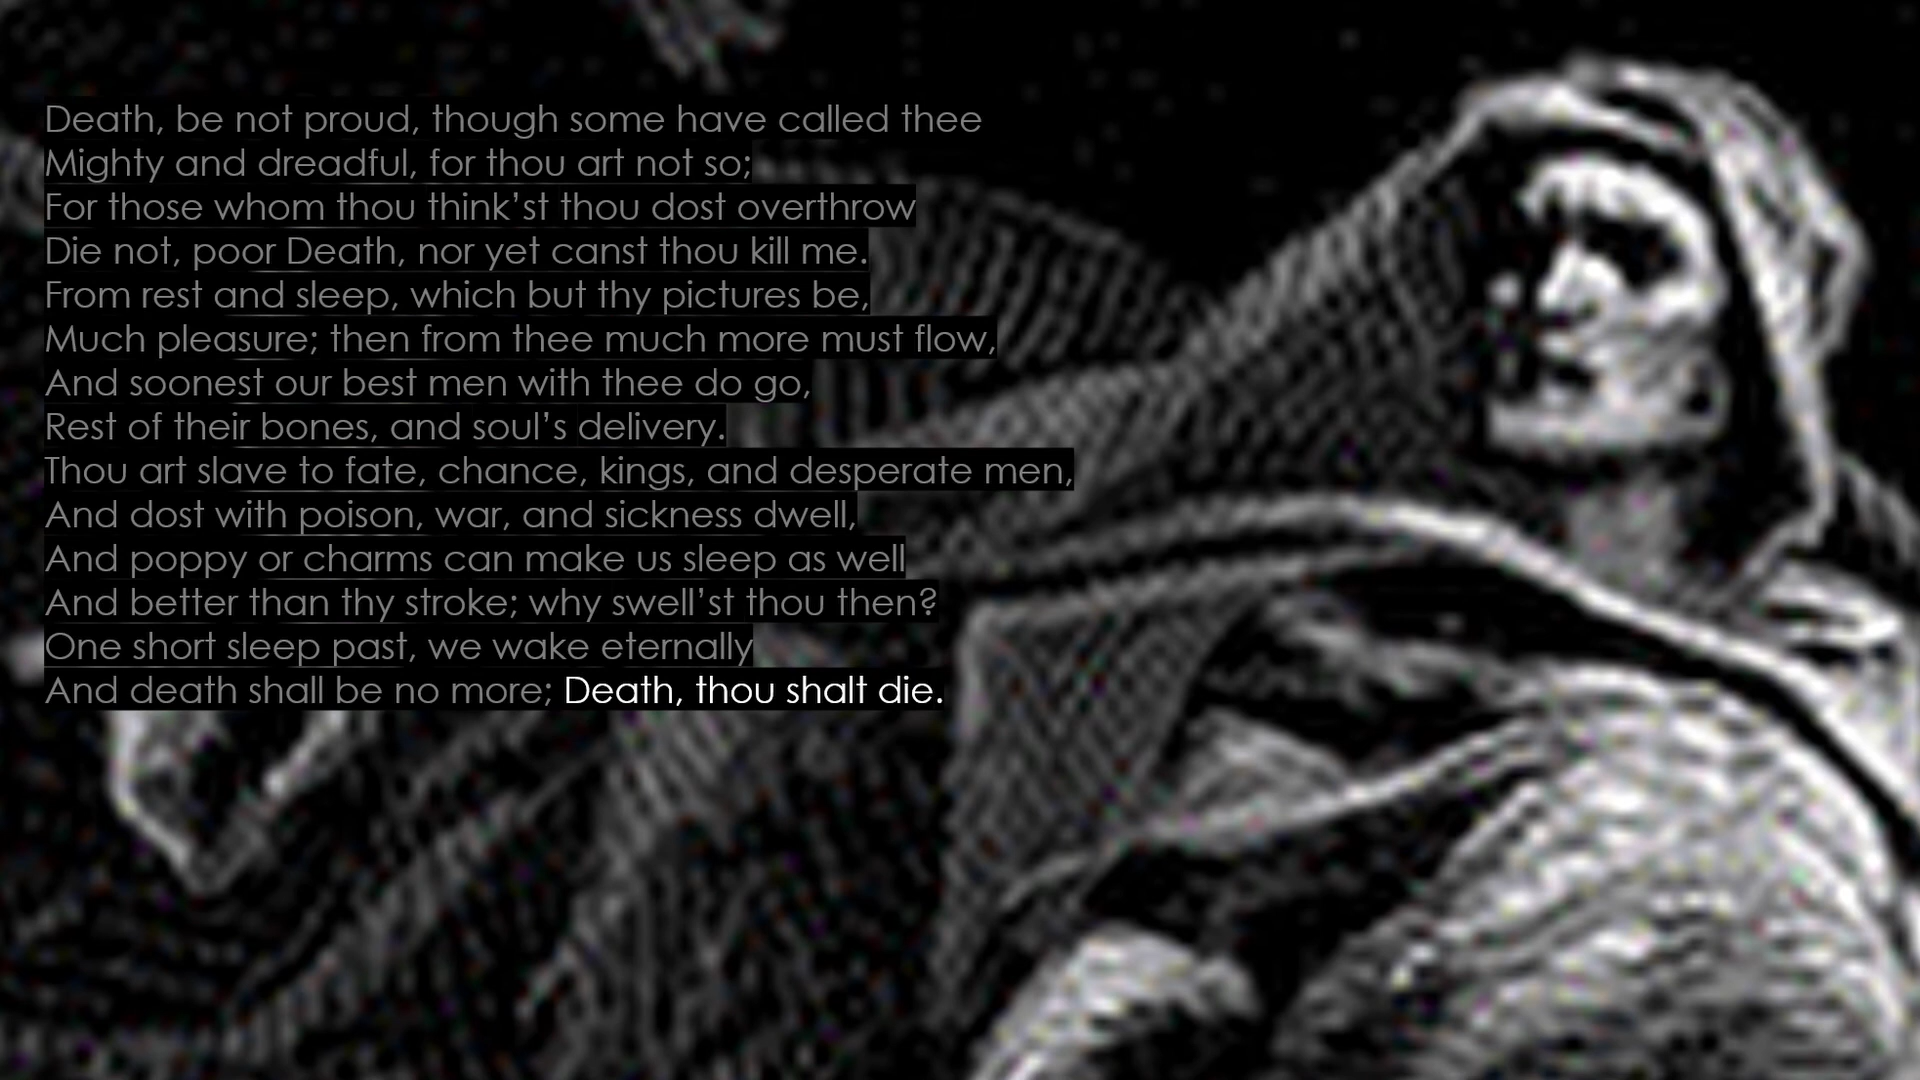 Death, be not proud, though some have called thee
Mighty and dreadful, for thou art not so;
For those whom thou think’st thou dost overthrow
Die not, poor Death, nor yet canst thou kill me.
From rest and sleep, which but thy pictures be,
Much pleasure; then from thee much more must flow,
And soonest our best men with thee do go,
Rest of their bones, and soul’s delivery.
Thou art slave to fate, chance, kings, and desperate men,
And dost with poison, war, and sickness dwell,
And poppy or charms can make us sleep as well
And better than thy stroke; why swell’st thou then?
One short sleep past, we wake eternally
And death shall be no more; Death, thou shalt die.